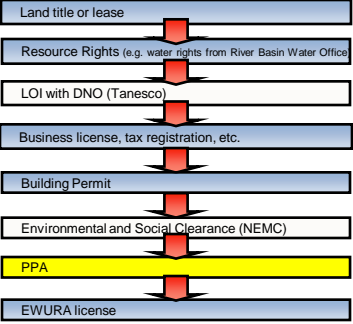 Land title or lease
Resource Rights (e.g. water rights from River Basin Water Office)
LOI with DNO (Tanesco)
Business license, tax registration, etc.
Building Permit
Environmental and Social Clearance (NEMC)
PPA
EWURA license